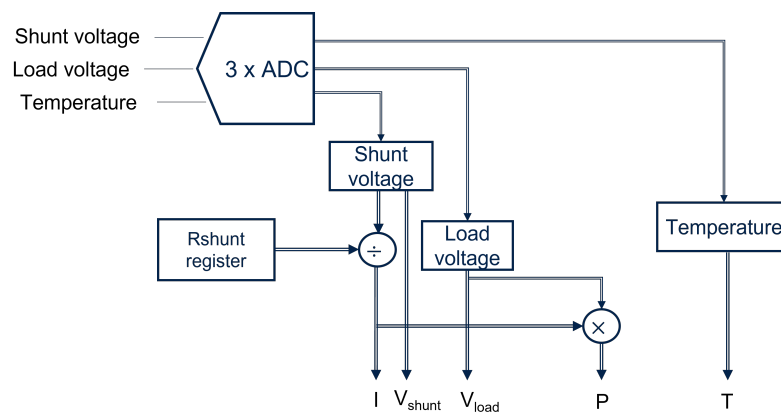 Shunt voltage
Load voltage
Temperature
3 x ADC
Shunt
voltage
Rshunt
register
÷
Load
voltage
Temperature
×
I
Vshunt
Vload
P
T